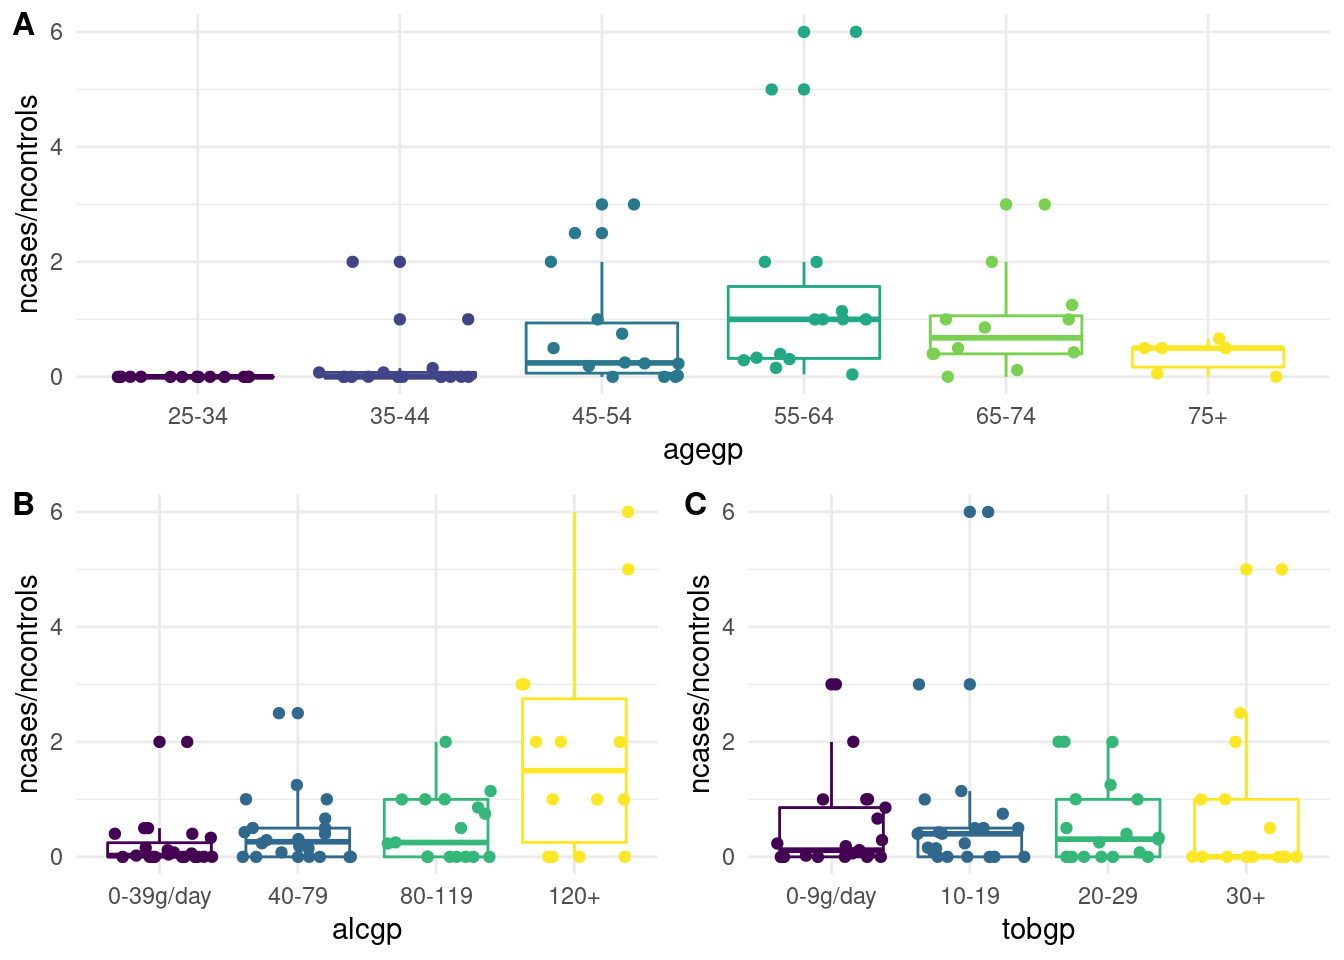 A
ncases/ncontrols
6
4
2
0
25-34 35-44 45-54 55-64 65-74 75+
agegp
B
ncases/ncontrols
6
4
2
0
0-39g/day 40-79 80-119 120+
alcgp
C
ncases/ncontrols
6
4
2
0
0-9g/day 10-19 20-29 30+
tobgp